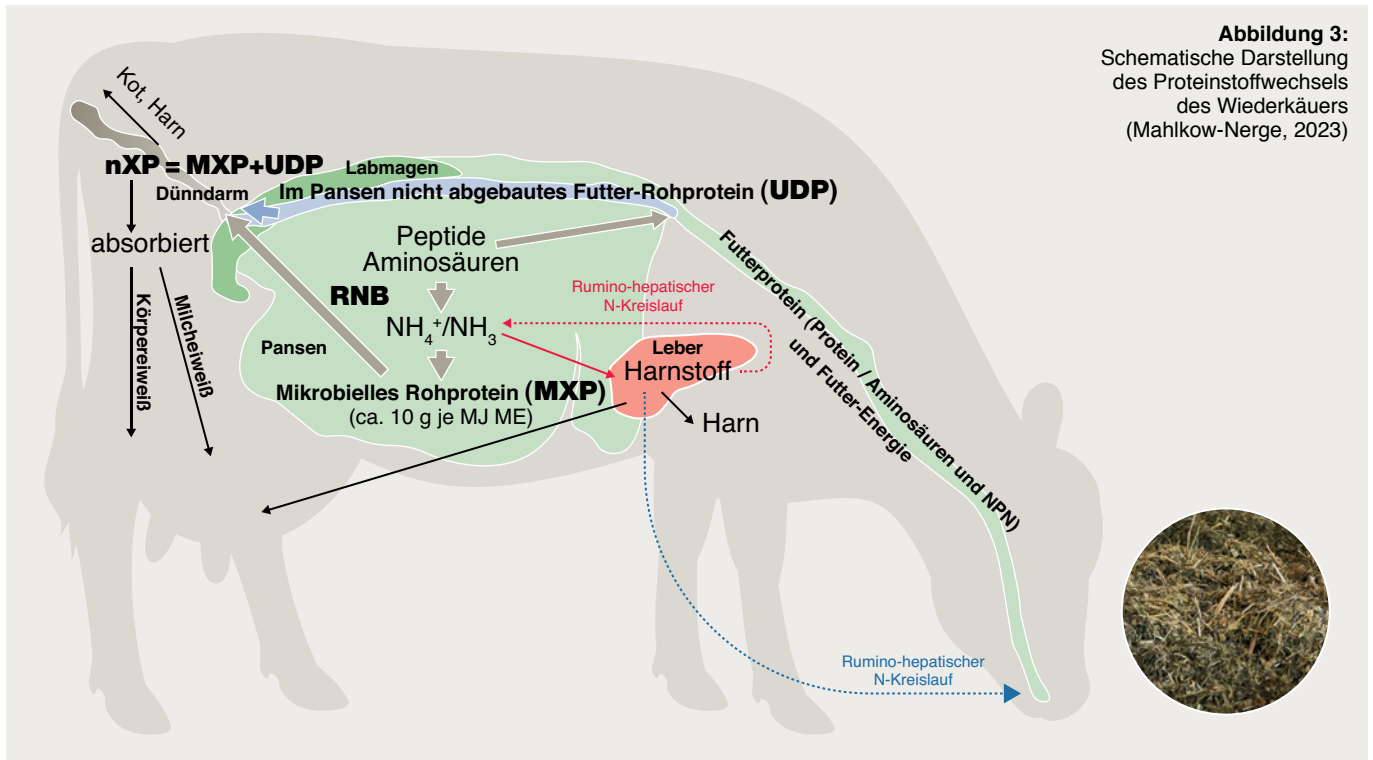 Abbildung 3:
Schematische Darstellung
des Proteinstoffwechsels
des Wiederkäuers
(Mahlkow-Nerge, 2023)
Kot, Harn
nXP = MXP+UDP
Dünndarm
Labmagen
Im Pansen nicht abgebautes Futter-Rohprotein (UDP)
absorbiert
Körpereiweiß
Milcheiweiß
Peptide
Aminosäuren
RNB
NH₄⁺/NH₃
Pansen
Mikrobielles Rohprotein (MXP)
(ca. 10 g je MJ ME)
Rumino-hepatischer
N-Kreislauf
Leber
Harnstoff
Harn
Futterprotein (Protein / Aminosäuren und NPN)
und Futter-Energie
Rumino-hepatischer
N-Kreislauf